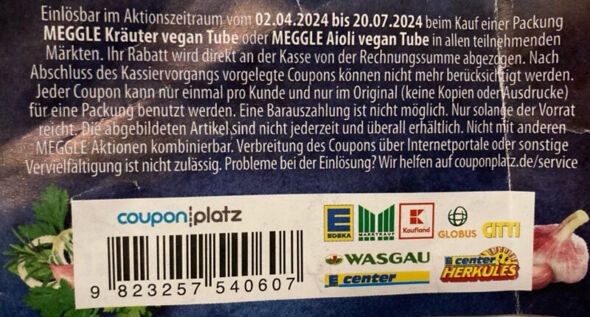 Einlösbar im Aktionszeitraum vom 02.04.2024 bis 20.07.2024 beim Kauf einer Packung
MEGGLE Kräuter vegan Tube oder MEGGLE Aioli vegan Tube in allen teilnehmenden
Märkten. Ihr Rabatt wird direkt an der Kasse von der Rechnungssumme abgezogen. Nach
Abschluss des Kassiervorgangs vorgelegte Coupons können nicht mehr berücksichtigt werden.
Jeder Coupon kann nur einmal pro Kunde und nur im Original (keine Kopien oder Ausdrucke)
für eine Packung benutzt werden. Eine Barauszahlung ist nicht möglich. Nur solange der Vorrat
reicht. Die abgebildeten Artikel sind nicht jederzeit und überall erhältlich. Nicht mit anderen
MEGGLE Aktionen kombinierbar. Verbreitung des Coupons über Internetportale oder sonstige
Vervielfältigung ist nicht zulässig. Probleme bei der Einlösung? Wir helfen auf couponplatz.de/service
coupon platz
E EDEKA MARKTKAUF K Kaufland GLOBUS CITTI
WASGAU
E center
E center HERKULES
9 823257 540607